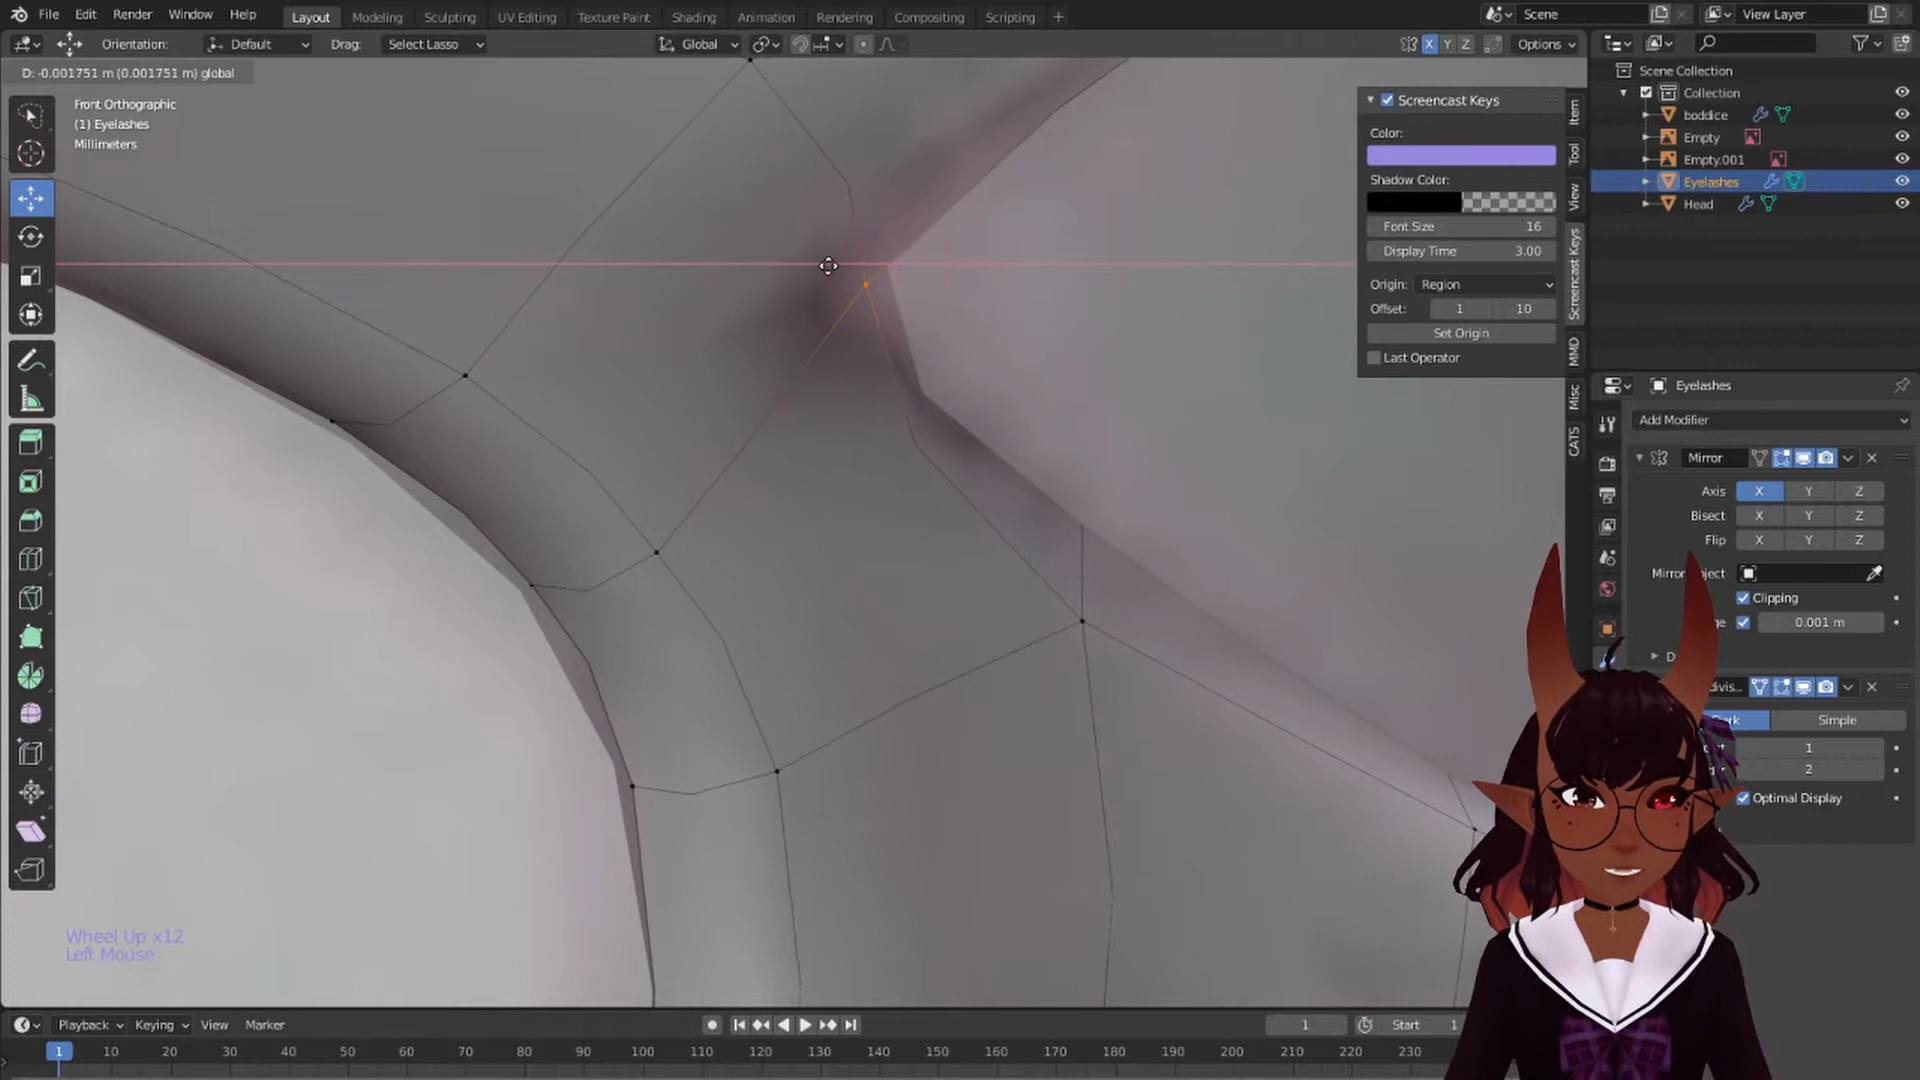 File Edit Render Window Help Layout Modeling Sculpting UV Editing Texture Paint Shading Animation Rendering Compositing Scripting + Scene View Layer
Orientation: Default Drag: Select Lasso Global X Y Z Options
D: -0.001751 m (0.001751 m) global
Front Orthographic
(1) Eyelashes
Millimeters
Screencast Keys
Color:
Shadow Color:
Font Size 16
Display Time 3.00
Origin: Region
Offset: 1 10
Set Origin
Last Operator
Item
Tool
View
Screencast Keys
MMD
Misc
CATS
Scene Collection
Collection
boddice
Empty
Empty.001
Eyelashes
Head
Eyelashes
Add Modifier
Mirror
Axis X Y Z
Bisect X Y Z
Flip X Y Z
Clipping
0.001 m
Simple
1
2
Optimal Display
Wheel Up x12
Left Mouse
Playback Keying View Marker 1 Start 1
1 10 20 30 40 50 60 70 80 90 100 110 120 130 140 150 160 170 180 190 200 210 220 230